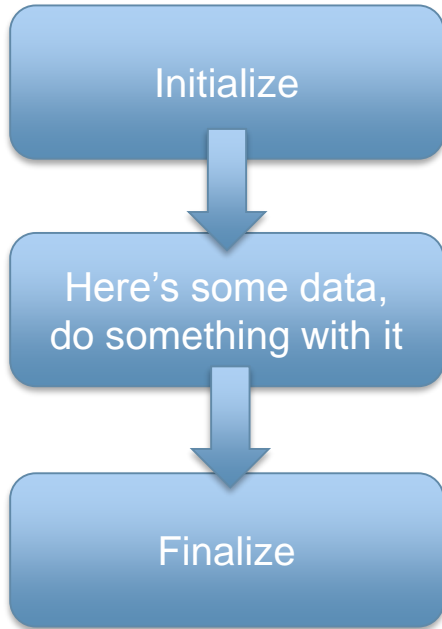 Initialize
Here’s some data,
do something with it
Finalize